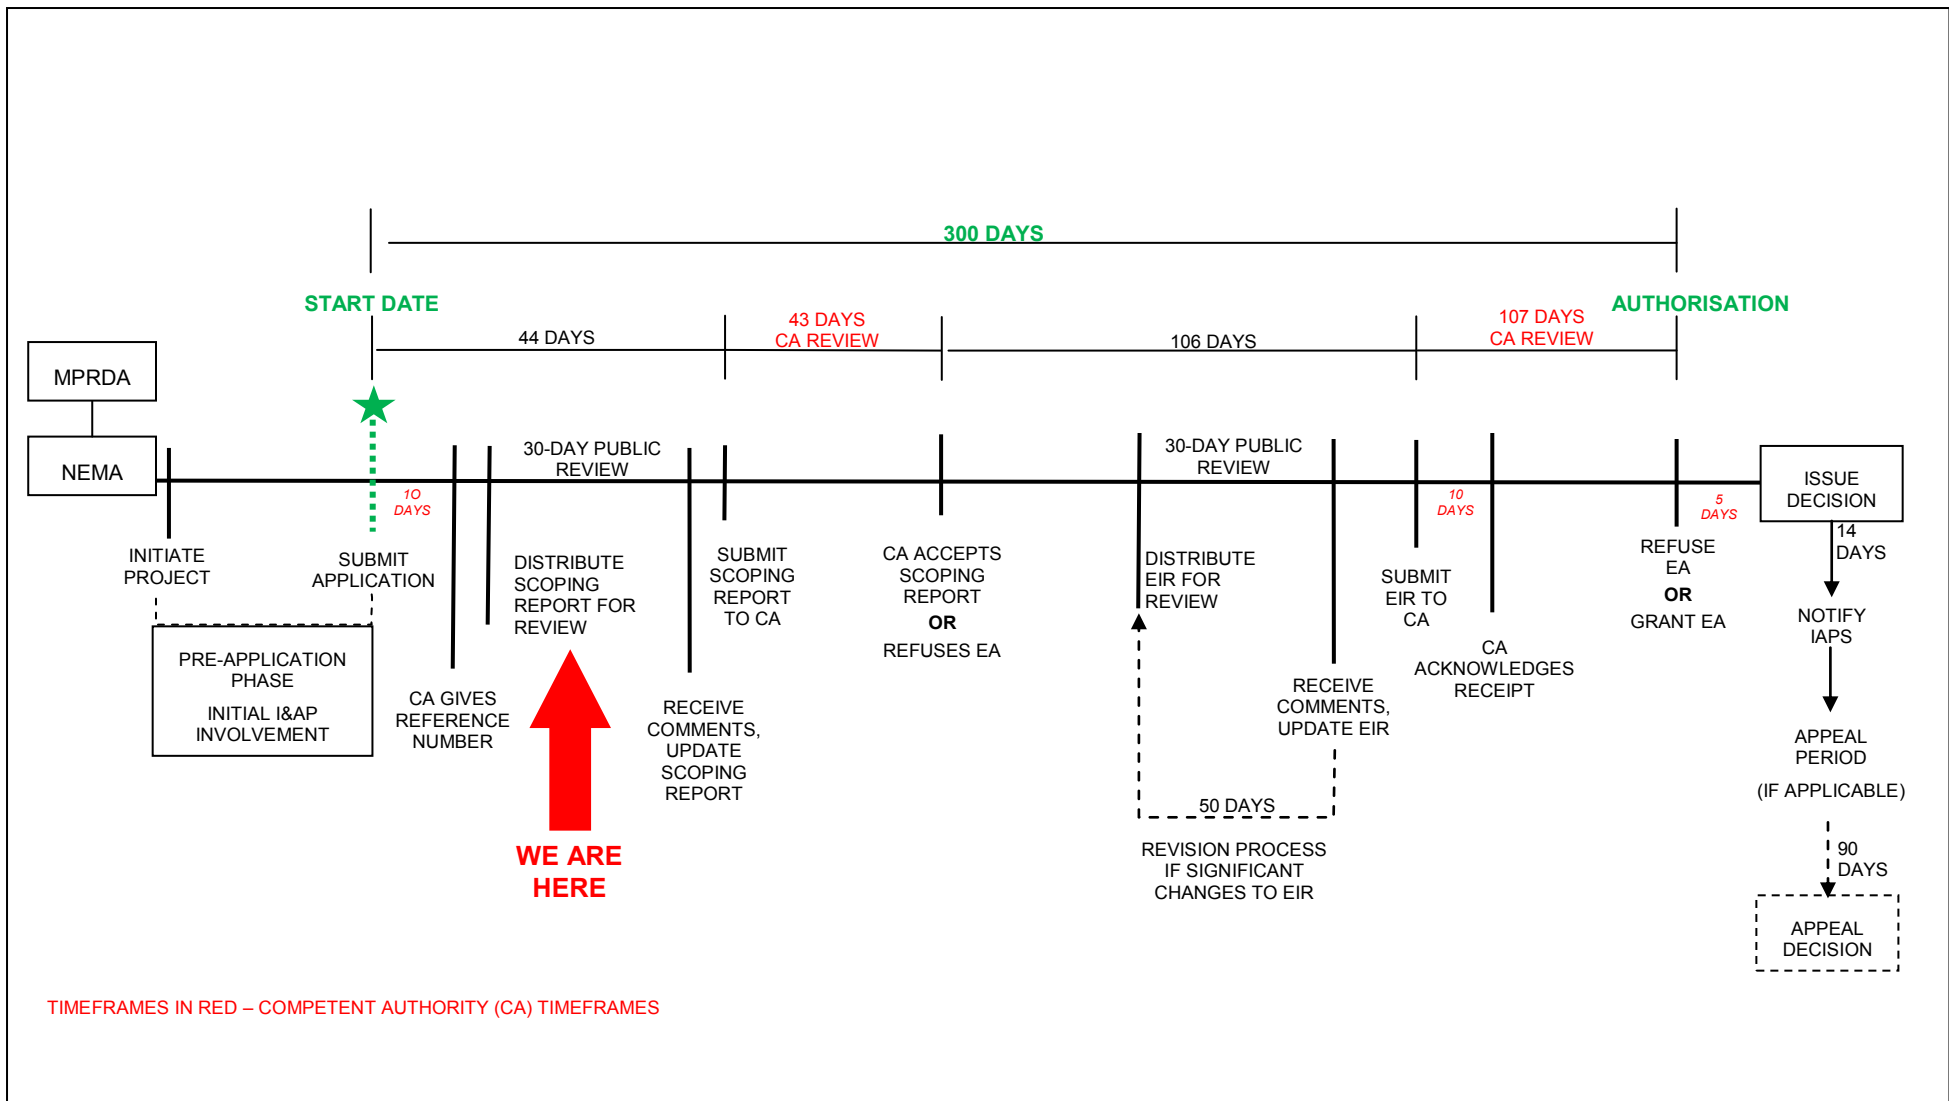 300 DAYS
START DATE
AUTHORISATION
44 DAYS
43 DAYS
CA REVIEW
106 DAYS
107 DAYS
CA REVIEW
MPRDA
NEMA
30-DAY PUBLIC
REVIEW
30-DAY PUBLIC
REVIEW
1O
DAYS
10
DAYS
5
DAYS
ISSUE
DECISION
INITIATE
PROJECT
SUBMIT
APPLICATION
DISTRIBUTE
SCOPING
REPORT FOR
REVIEW
SUBMIT
SCOPING
REPORT
TO CA
CA ACCEPTS
SCOPING
REPORT
OR
REFUSES EA
DISTRIBUTE
EIR FOR
REVIEW
SUBMIT
EIR TO
CA
REFUSE
EA
OR
GRANT EA
14
DAYS
NOTIFY
IAPS
PRE-APPLICATION
PHASE
INITIAL I&AP
INVOLVEMENT
CA GIVES
REFERENCE
NUMBER
RECEIVE
COMMENTS,
UPDATE
SCOPING
REPORT
RECEIVE
COMMENTS,
UPDATE EIR
CA
ACKNOWLEDGES
RECEIPT
APPEAL
PERIOD
(IF APPLICABLE)
50 DAYS
REVISION PROCESS
IF SIGNIFICANT
CHANGES TO EIR
WE ARE
HERE
90
DAYS
APPEAL
DECISION
TIMEFRAMES IN RED – COMPETENT AUTHORITY (CA) TIMEFRAMES